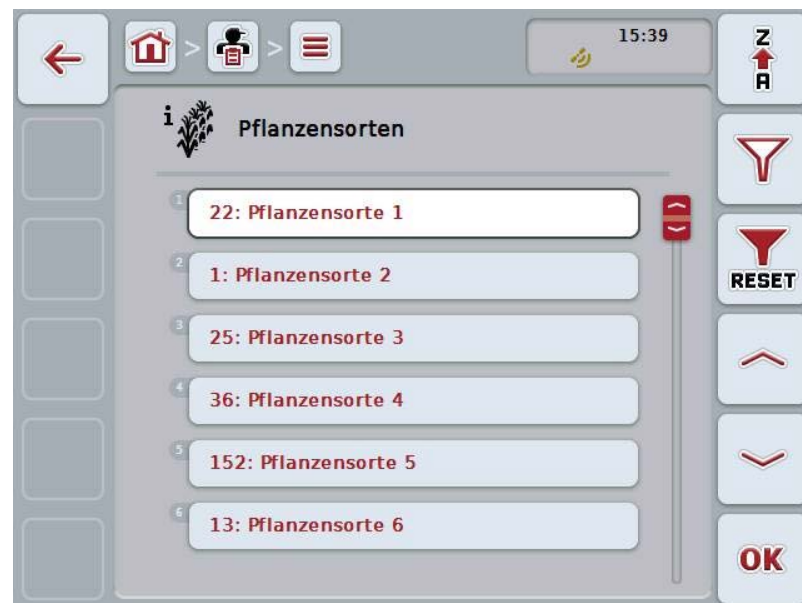 15:39
Z
A
i
Pflanzensorten
1
22: Pflanzensorte 1
2
1: Pflanzensorte 2
RESET
3
25: Pflanzensorte 3
4
36: Pflanzensorte 4
5
152: Pflanzensorte 5
6
13: Pflanzensorte 6
OK